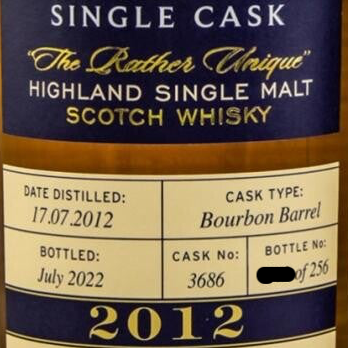 SINGLE CASK
"The Rather Unique"
HIGHLAND SINGLE MALT
SCOTCH WHISKY
DATE DISTILLED:
17.07.2012
CASK TYPE:
Bourbon Barrel
BOTTLED:
July 2022
CASK No:
3686
BOTTLE No:
of 256
2012